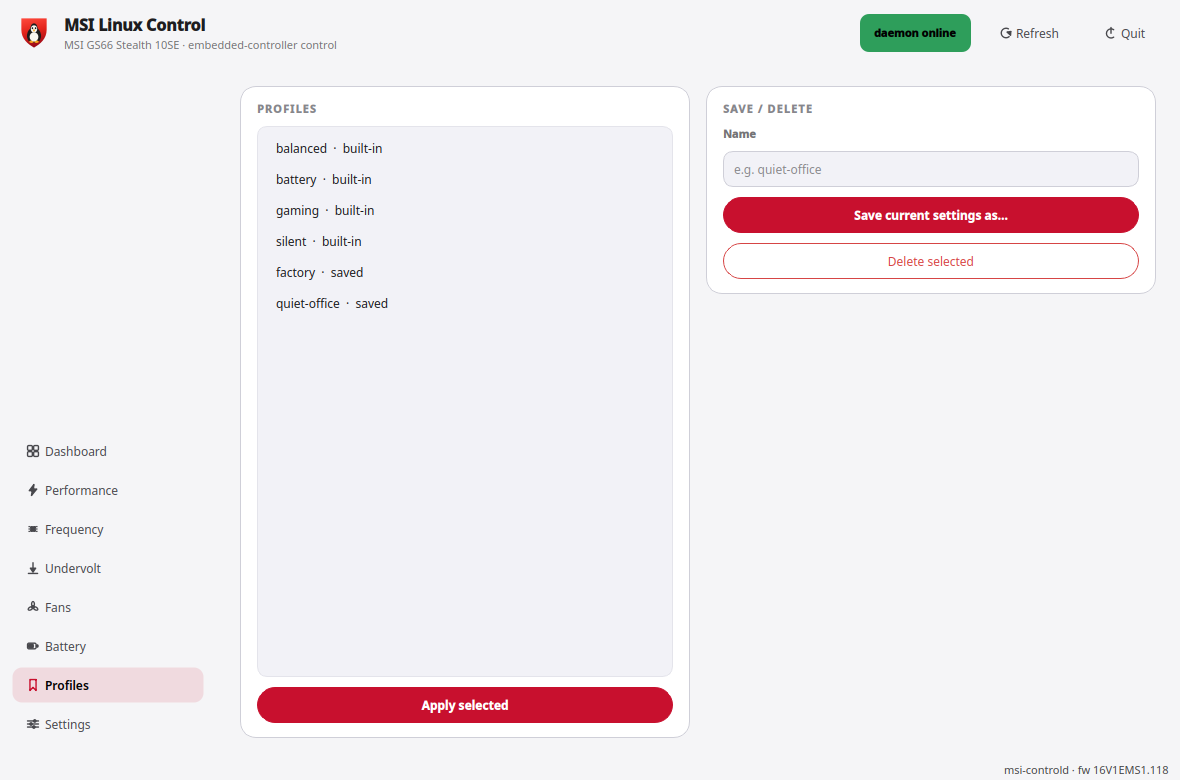 MSI Linux Control
MSI GS66 Stealth 10SE · embedded-controller control
daemon online
Refresh
Quit
Dashboard
Performance
Frequency
Undervolt
Fans
Battery
Profiles
Settings
PROFILES
balanced · built-in
battery · built-in
gaming · built-in
silent · built-in
factory · saved
quiet-office · saved
Apply selected
SAVE / DELETE
Name
e.g. quiet-office
Save current settings as...
Delete selected
msi-controld · fw 16V1EMS1.118